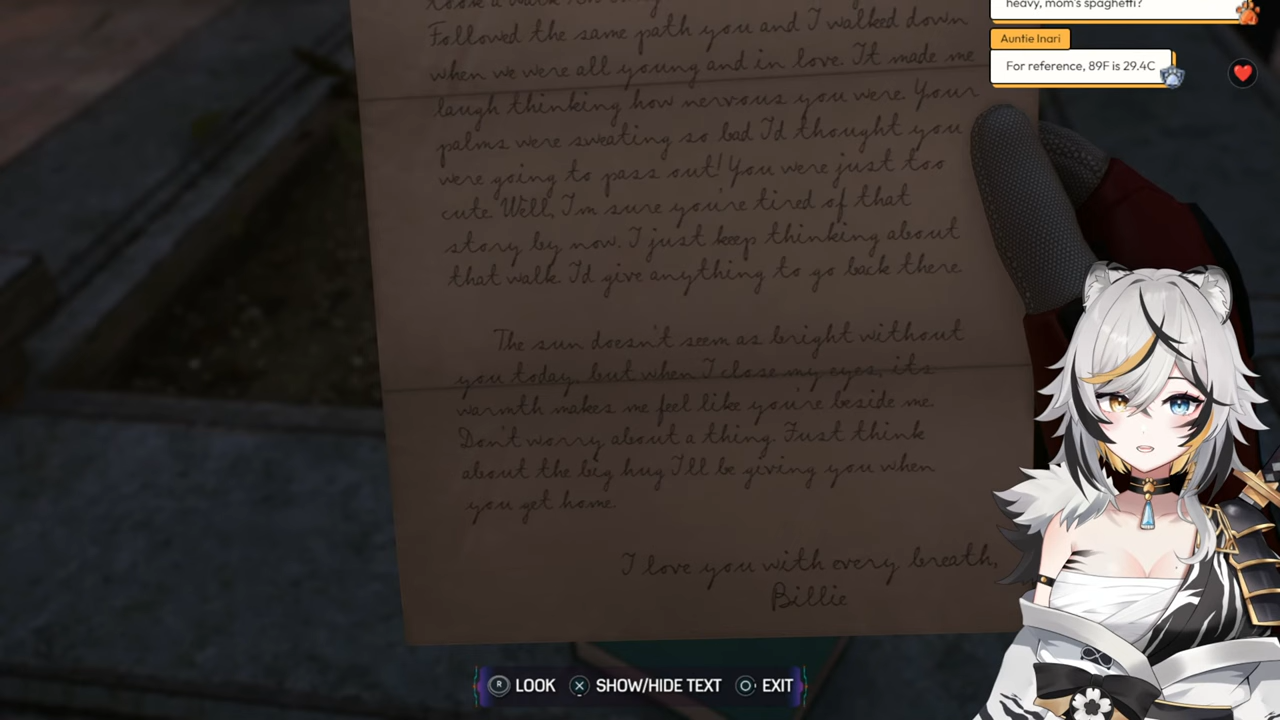 heavy, mom's spaghetti?
Auntie Inari
For reference, 89F is 29.4C
Followed the same path you and I walked down
when we were all young and in love. It made me
laugh thinking how nervous you were. Your
palms were sweating so bad I'd thought you
were going to pass out! You were just too
cute. Well, I'm sure you're tired of that
story by now. I just keep thinking about
that walk. I'd give anything to go back there.
The sun doesn't seem as bright without
you today, but when I close my eyes, its
warmth makes me feel like you're beside me.
Don't worry about a thing. Just think
about the big hug I'll be giving you when
you get home.
I love you with every breath,
Billie
R LOOK
SHOW/HIDE TEXT
EXIT